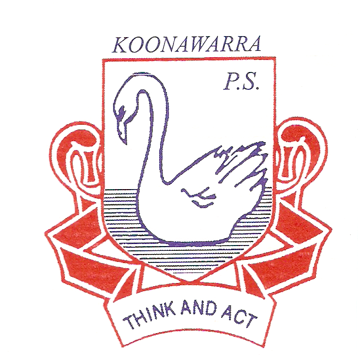 KOONAWARRA
P.S.
THINK AND ACT